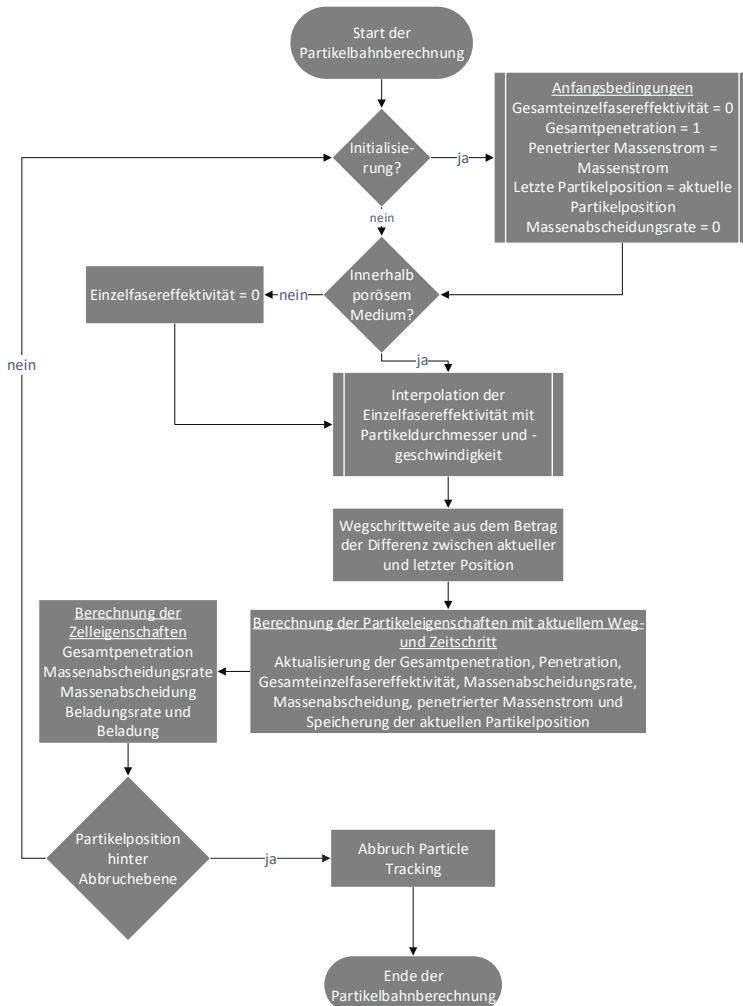 Start der
Partikelbahnberechnung
Initialisie-
rung?
ja
Anfangsbedingungen
Gesamteinzelfasereffektivität = 0
Gesamtpenetration = 1
Penetrierter Massenstrom =
Massenstrom
Letzte Partikelposition = aktuelle
Partikelposition
Massenabscheidungsrate = 0
nein
Innerhalb
porösem
Medium?
nein
Einzelfasereffektivität = 0
ja
nein
Interpolation der
Einzelfasereffektivität mit
Partikeldurchmesser und -
geschwindigkeit
Wegschrittweite aus dem Betrag
der Differenz zwischen aktueller
und letzter Position
Berechnung der Partikeleigenschaften mit aktuellem Weg-
und Zeitschritt
Aktualisierung der Gesamtpenetration, Penetration,
Gesamteinzelfasereffektivität, Massenabscheidungsrate,
Massenabscheidung, penetrierter Massenstrom und
Speicherung der aktuellen Partikelposition
Berechnung der
Zelleigenschaften
Gesamtpenetration
Massenabscheidungsrate
Massenabscheidung
Beladungsrate und
Beladung
Partikelposition
hinter
Abbruchebene
ja
Abbruch Particle
Tracking
Ende der
Partikelbahnberechnung